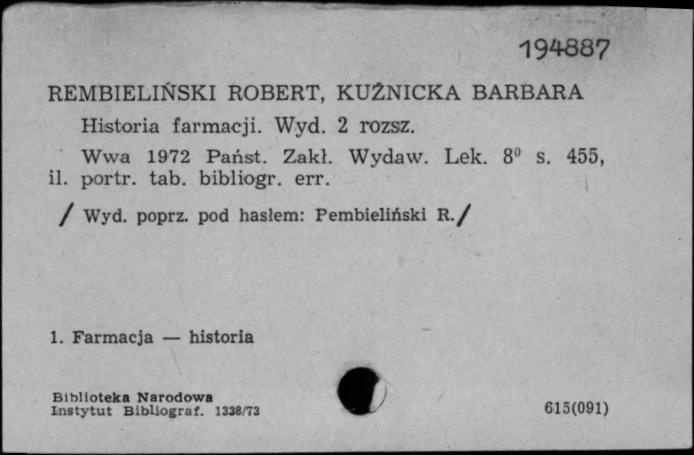 194887
REMBIELIŃSKI ROBERT, KUŹNICKA BARBARA
Historia farmacji. Wyd. 2 rozsz.
Wwa 1972 Państ. Zakł. Wydaw. Lek. 8⁰ s. 455,
il. portr. tab. bibliogr. err.
/ Wyd. poprz. pod hasłem: Pembieliński R./
1. Farmacja — historia
Biblioteka Narodowa
Instytut Bibliograf. 1338/73
615(091)